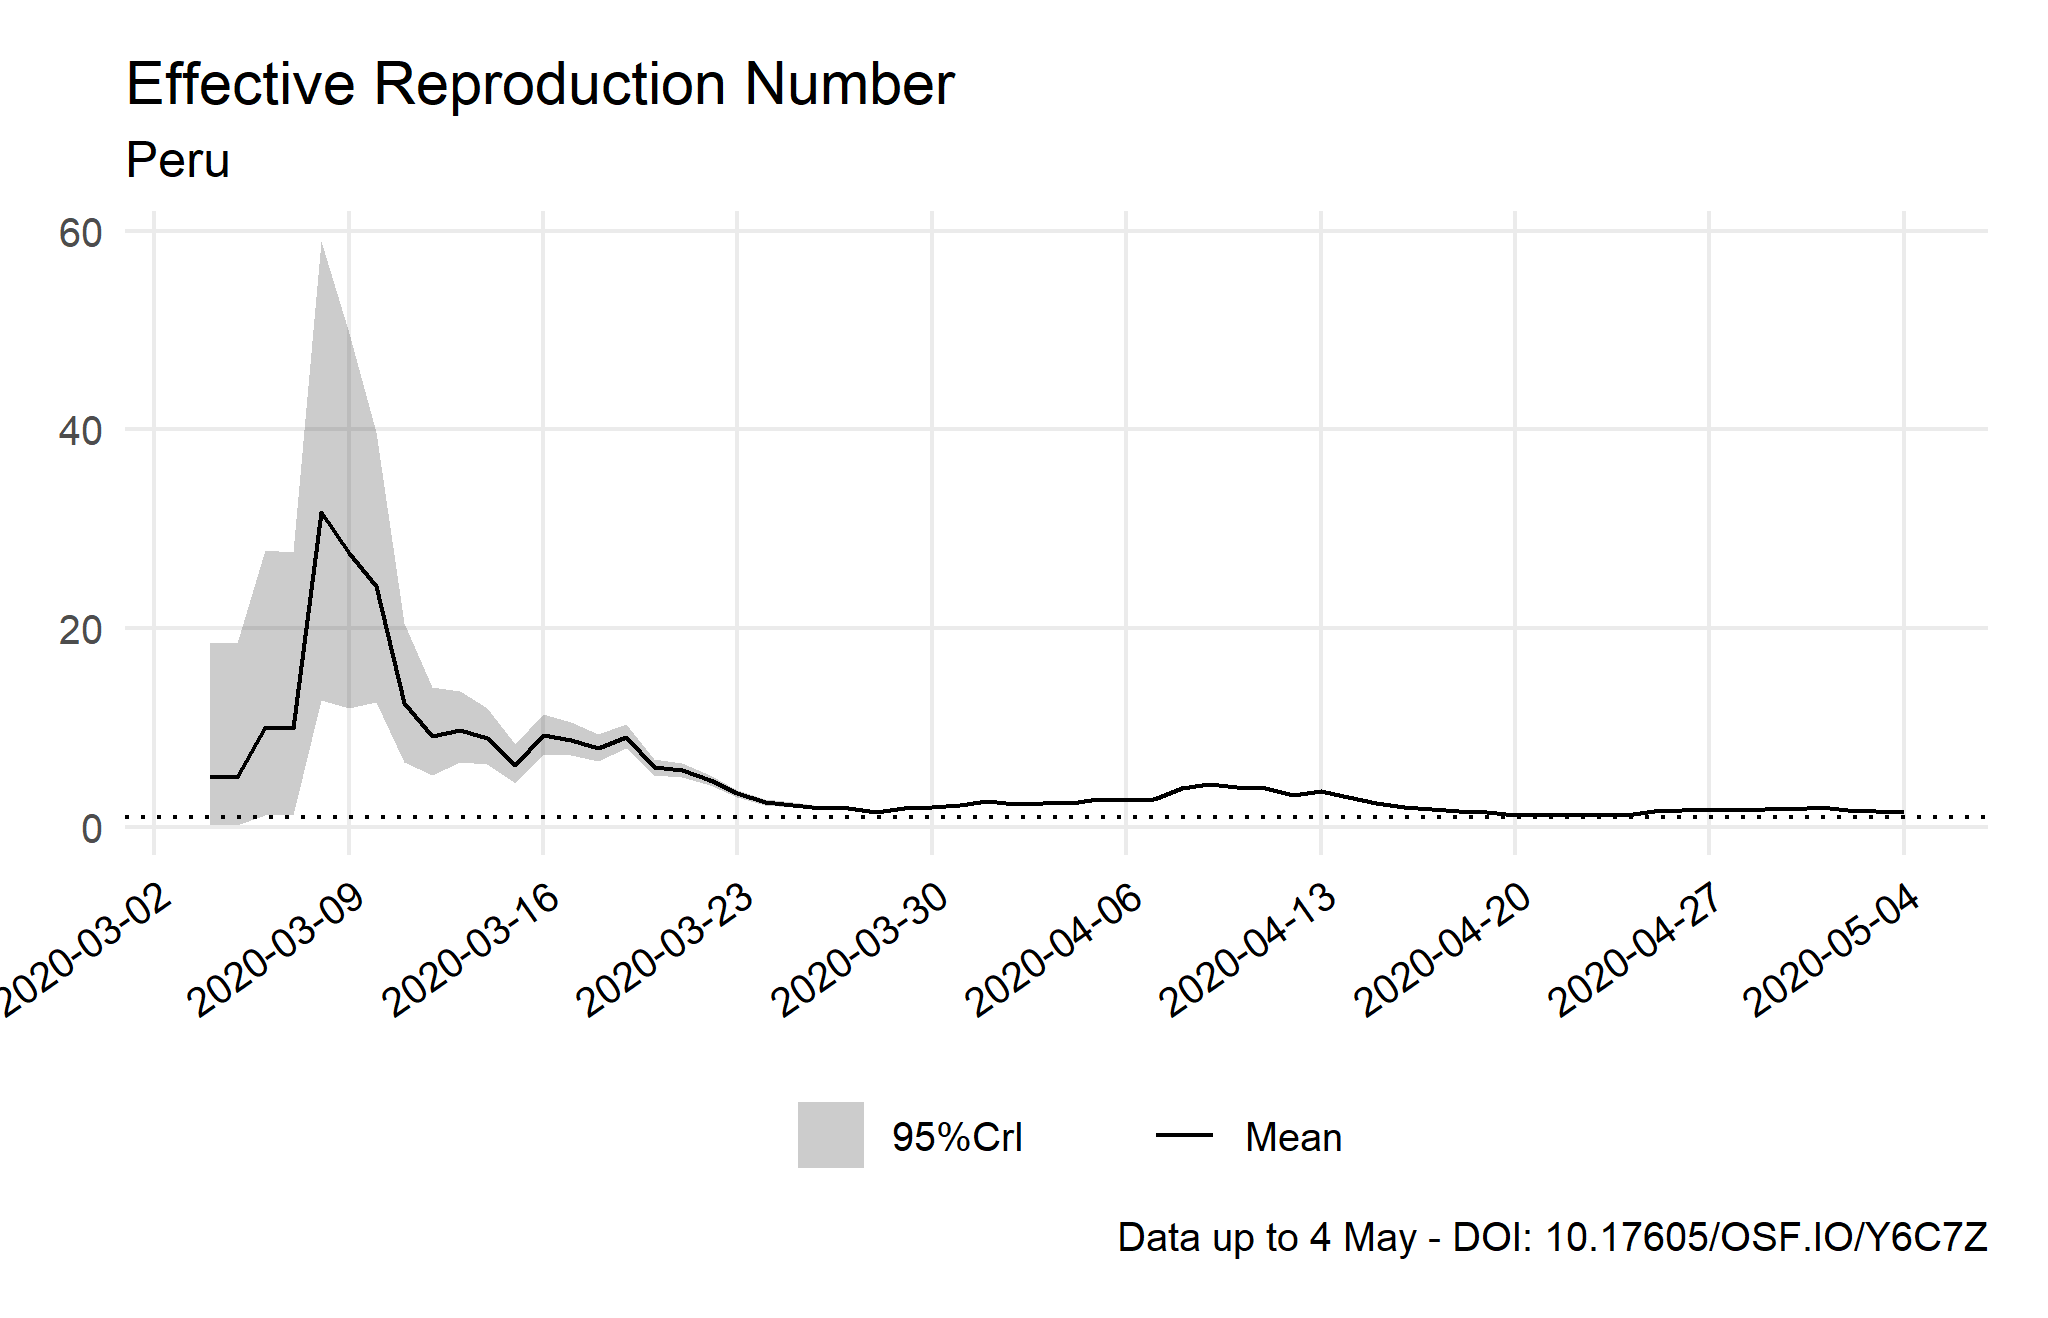 Effective Reproduction Number
Peru
60
40
20
0
2020-03-02
2020-03-09
2020-03-16
2020-03-23
2020-03-30
2020-04-06
2020-04-13
2020-04-20
2020-04-27
2020-05-04
95%CrI
Mean
Data up to 4 May - DOI: 10.17605/OSF.IO/Y6C7Z